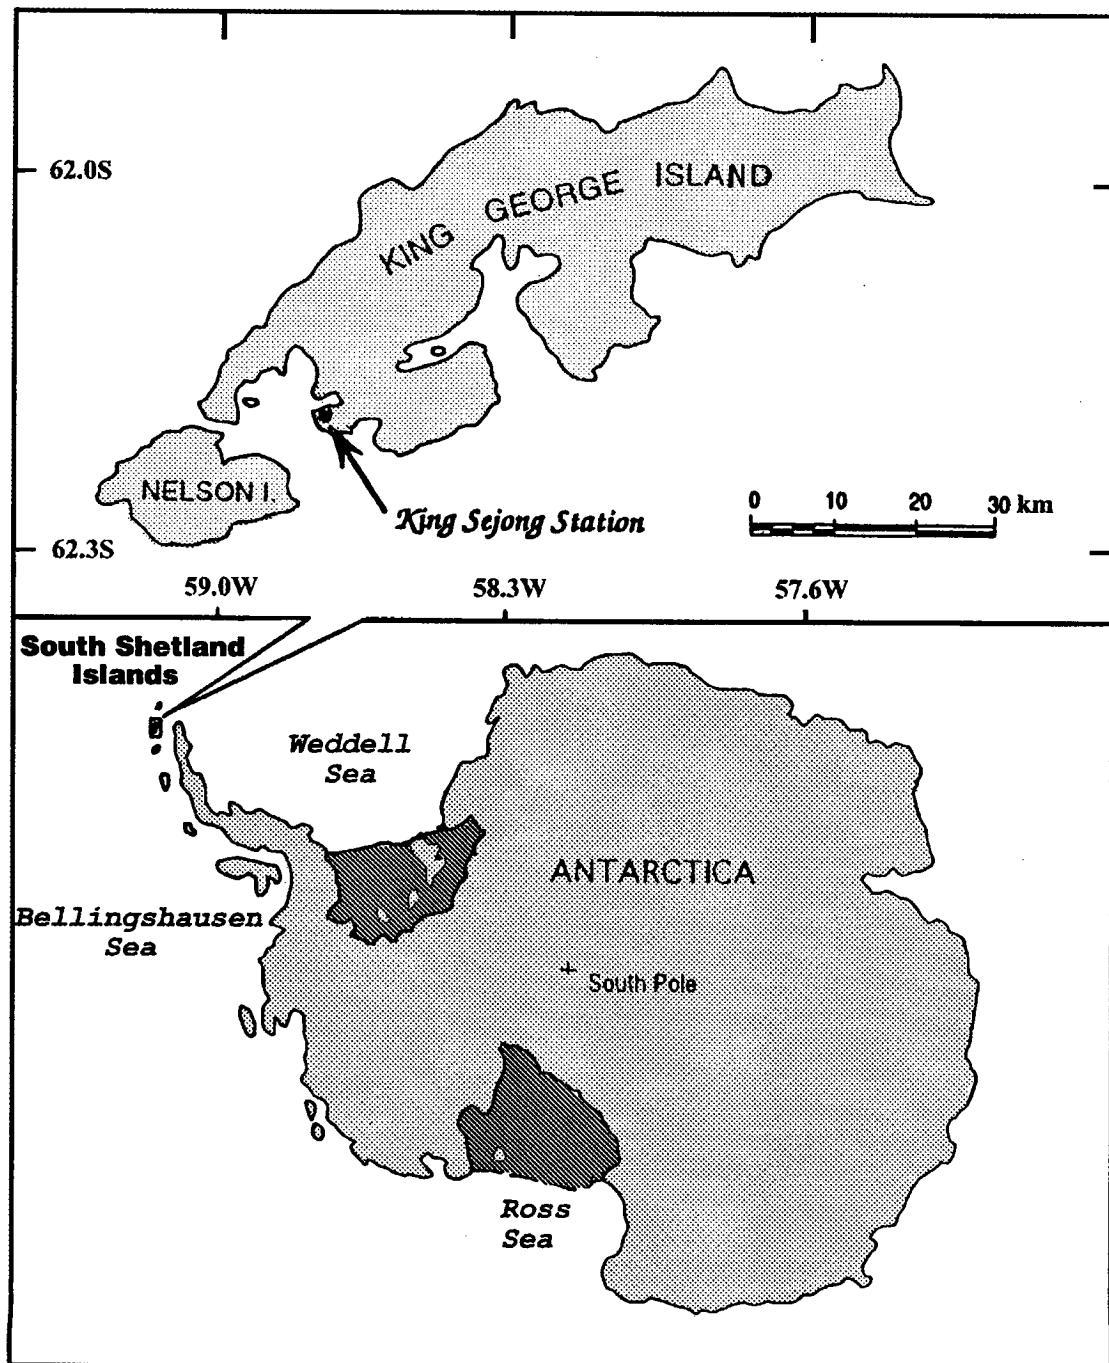 62.0S
KING GEORGE ISLAND
NELSON I.
King Sejong Station
0 10 20 30 km
62.3S
59.0W 58.3W 57.6W
South Shetland
Islands
Weddell
Sea
ANTARCTICA
Bellingshausen
Sea
South Pole
Ross
Sea